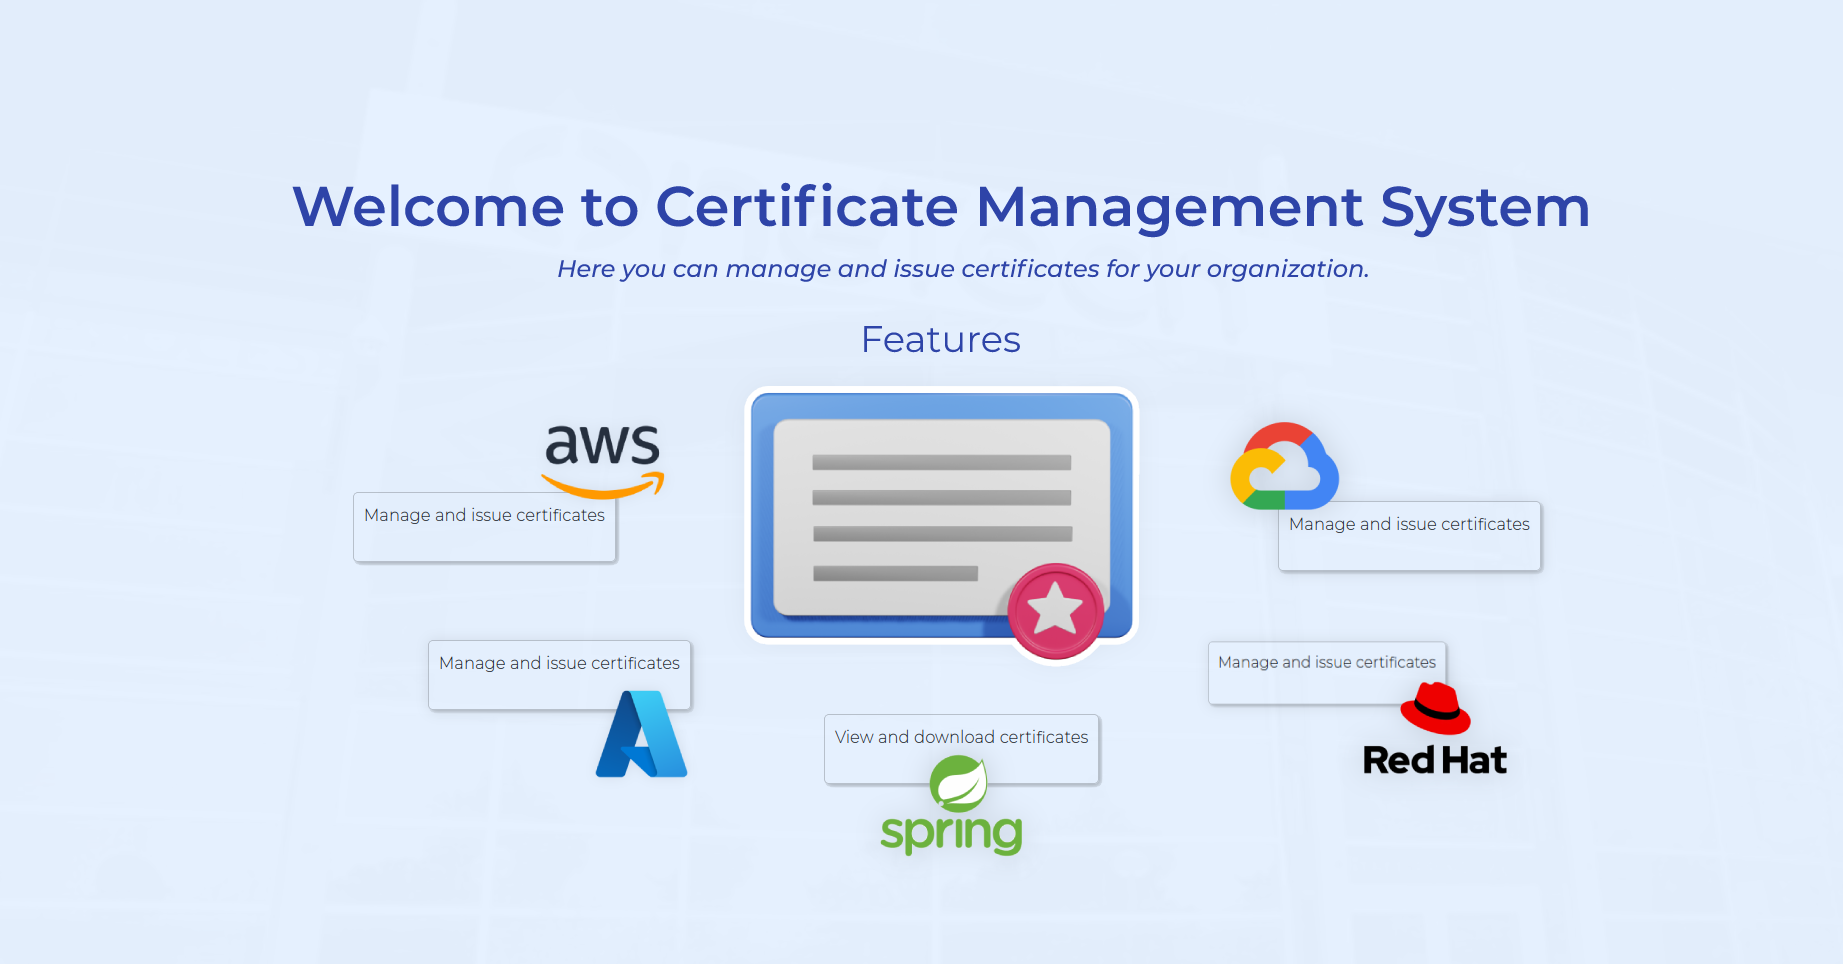 Welcome to Certificate Management System
Here you can manage and issue certificates for your organization.
Features
aws
Manage and issue certificates
Manage and issue certificates
Manage and issue certificates
Manage and issue certificates
Red Hat
View and download certificates
spring